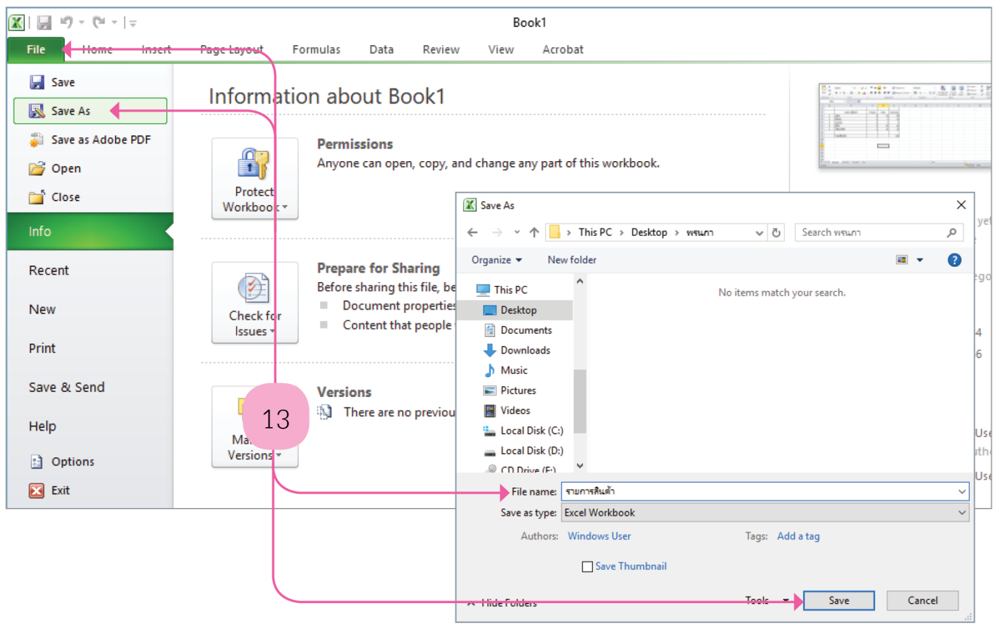 Book1
File Home Insert Page Layout Formulas Data Review View Acrobat
Save
Save As
Save as Adobe PDF
Open
Close
Info
Recent
New
Print
Save & Send
Help
Options
Exit
Information about Book1
Protect
Workbook
Permissions
Anyone can open, copy, and change any part of this workbook.
Check for
Issues
Prepare for Sharing
Before sharing this file, be
Document properties
Content that people
Versions
There are no previou
Ma
Versions
13
yet
ego
4
6
Use
uth
Use
Save As
This PC > Desktop > พรนภา
Search พรนภา
Organize New folder
This PC
Desktop
Documents
Downloads
Music
Pictures
Videos
Local Disk (C:)
Local Disk (D:)
CD Drive (F:)
No items match your search.
File name: รายการสินค้า
Save as type: Excel Workbook
Authors: Windows User Tags: Add a tag
Save Thumbnail
Hide Folders Tools Save Cancel